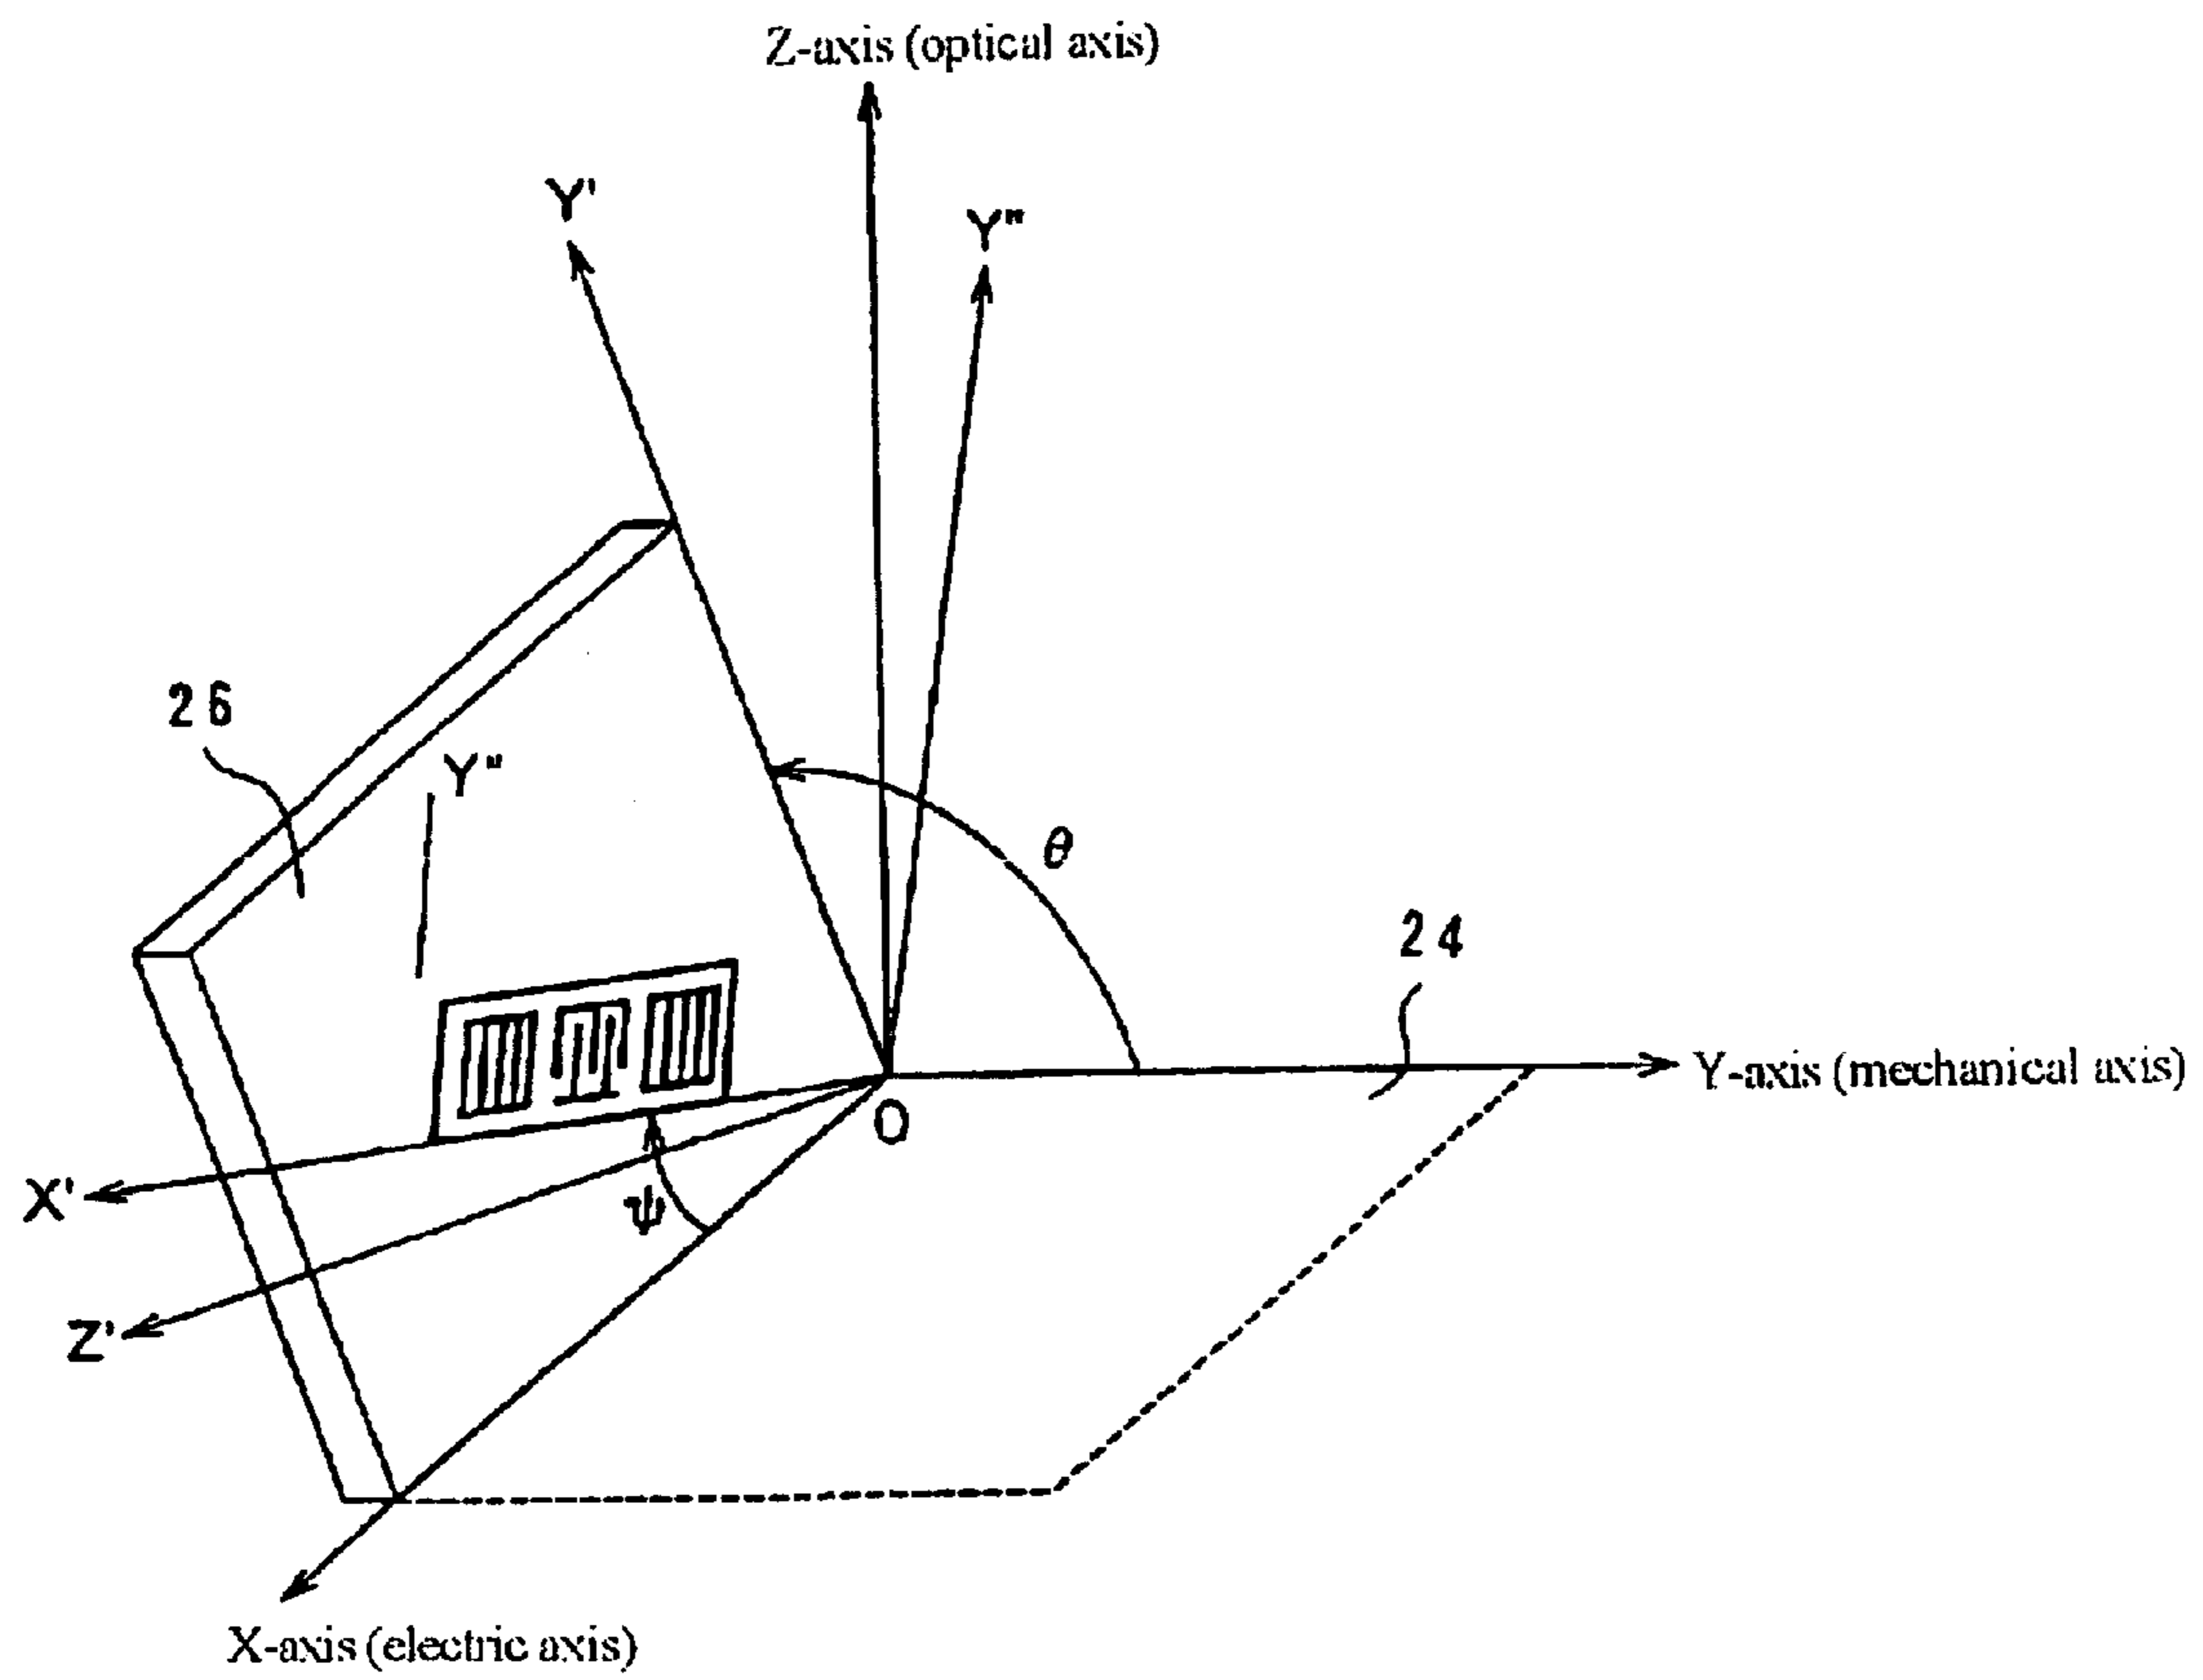 Z-axis (optical axis)
Y'
Y"
26
Y"
θ
24
Y-axis (mechanical axis)
O
X'
ψ
Z'
X-axis (electric axis)